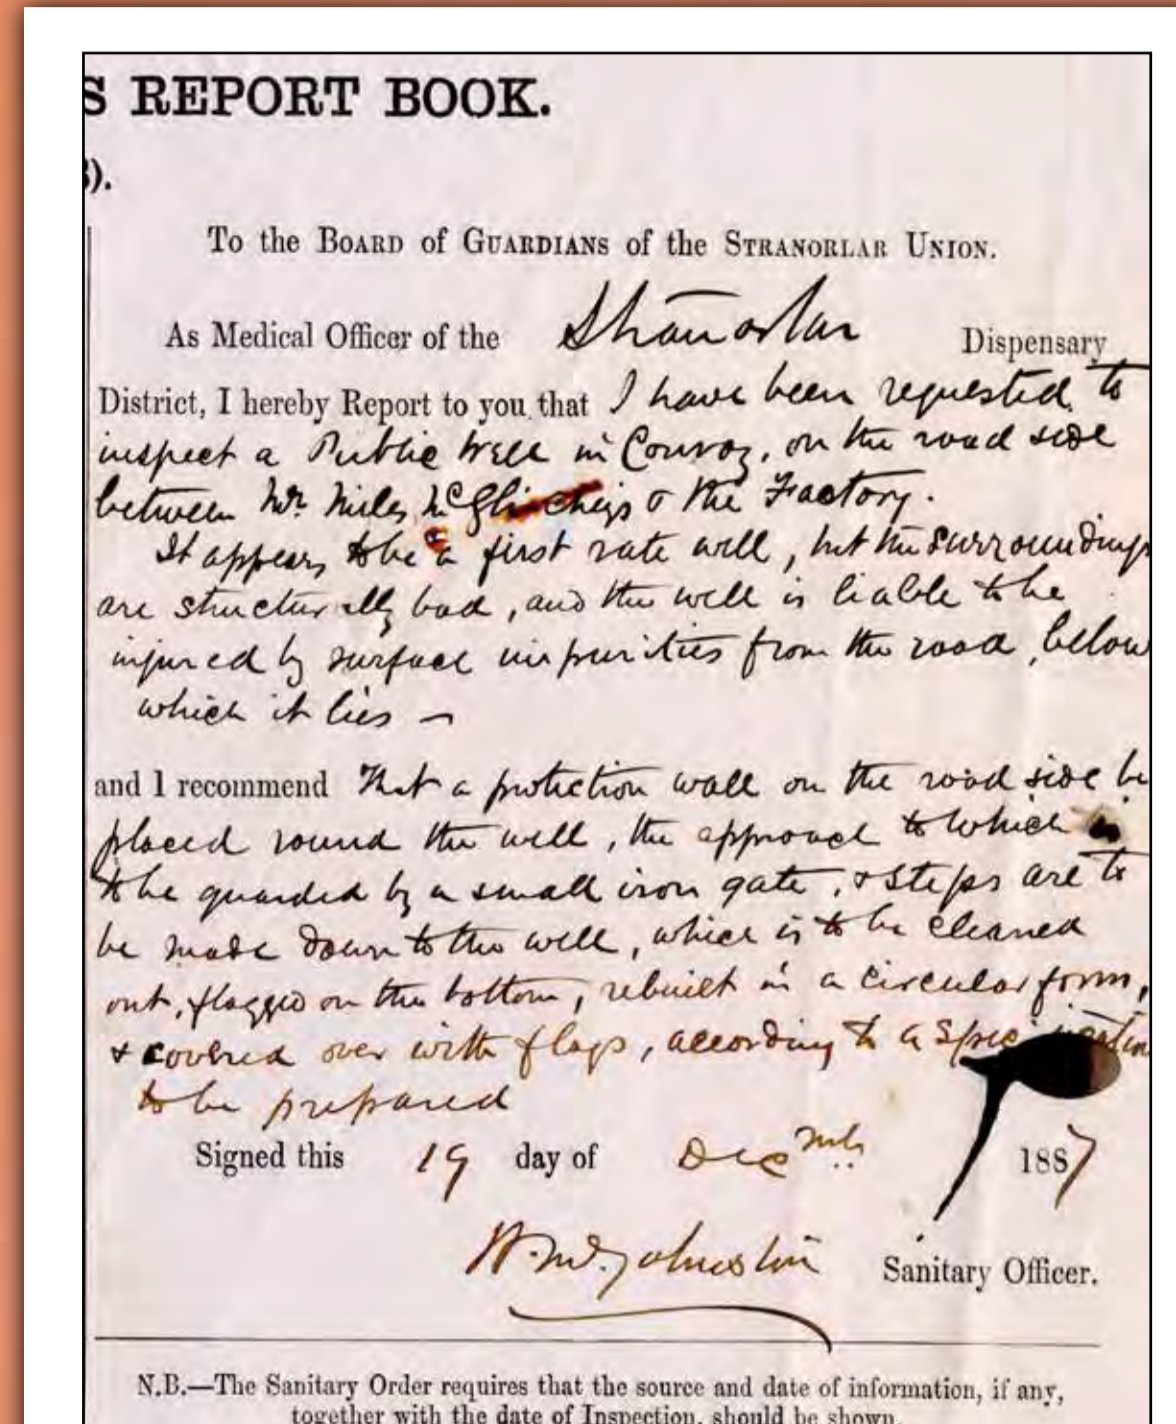 S REPORT BOOK.
).
To the BOARD of GUARDIANS of the STRANORLAR UNION.
As Medical Officer of the Stranorlar Dispensary
District, I hereby Report to you that I have been requested to
inspect a Public Well in Convoy, on the road side
between Mr. Miles McGlincheys & the Factory.
It appears to be a first rate well, but the surroundings
are structurally bad, and the well is liable to be
injured by surface impurities from the road, below
which it lies
and I recommend That a protection wall on the road side be
placed round the well, the approach to which is
to be guarded by a small iron gate, & steps are to
be made down to the well, which is to be cleaned
out, flagged on the bottom, rebuilt in a circular form,
& covered over with flags, according to a specification
to be prepared
Signed this 19 day of Decmb. 1887
Johnston Sanitary Officer.
N.B.—The Sanitary Order requires that the source and date of information, if any,
together with the date of Inspection, should be shown.